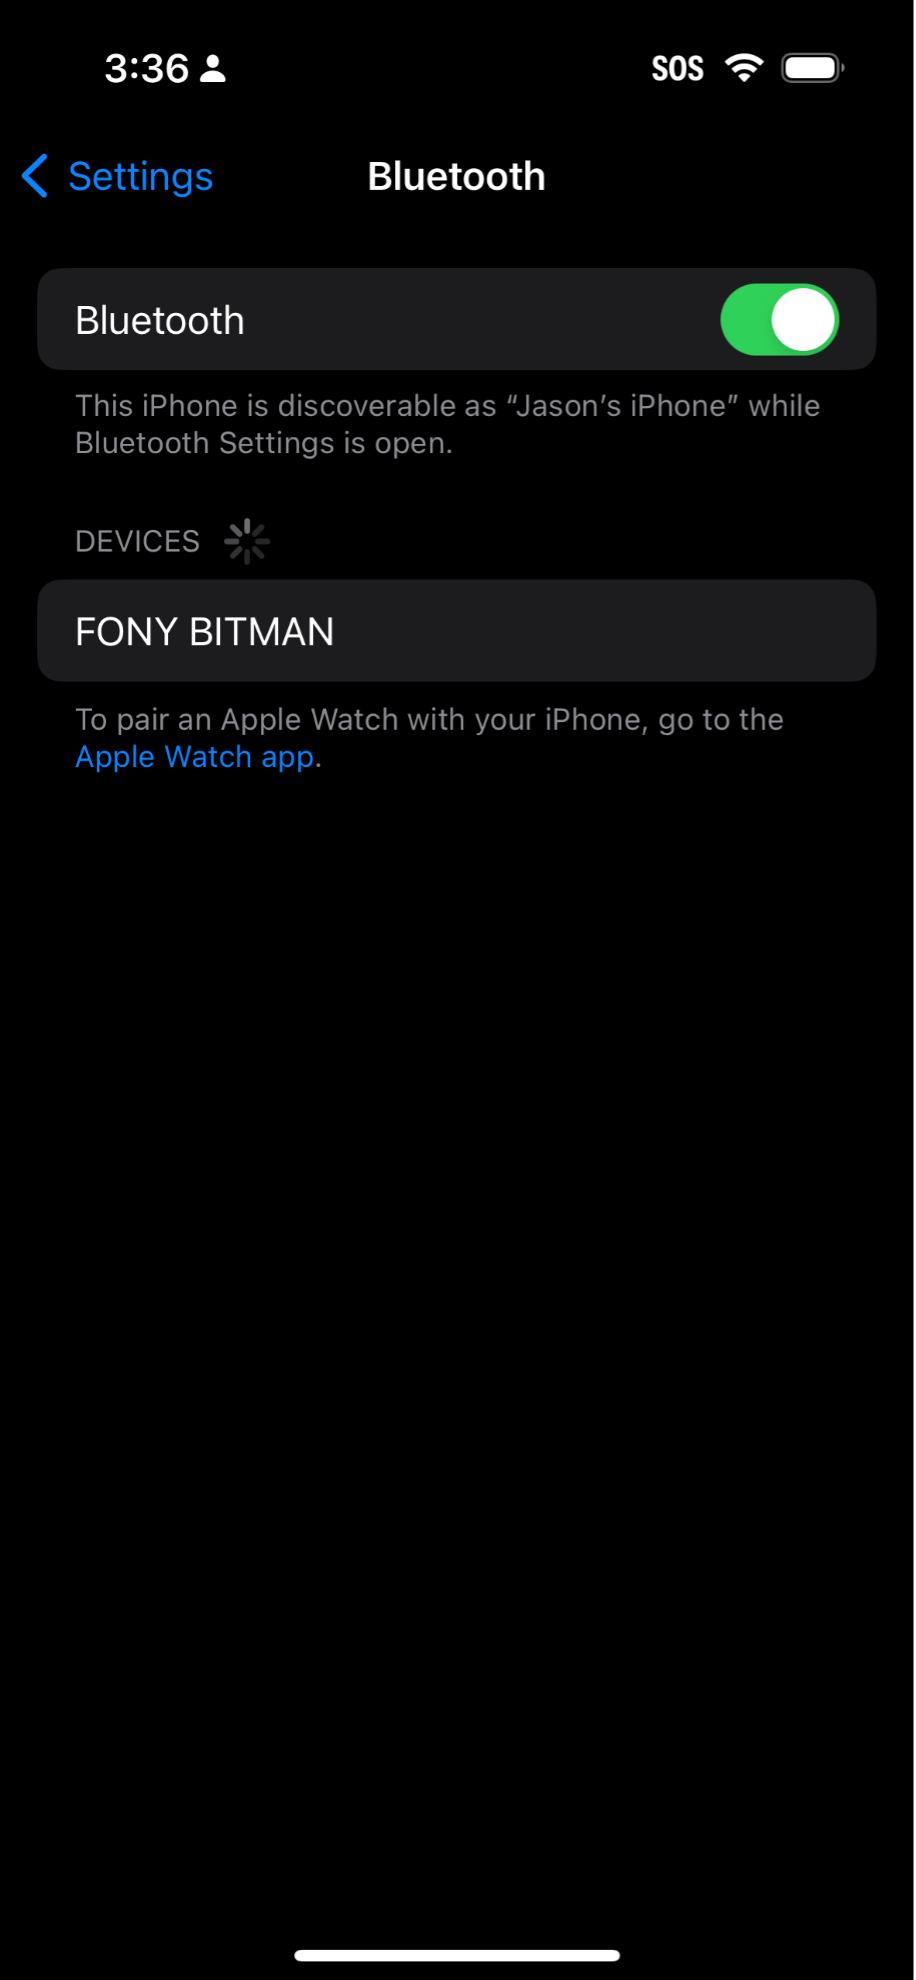 3:36 SOS
Settings Bluetooth
Bluetooth
This iPhone is discoverable as “Jason’s iPhone” while
Bluetooth Settings is open.
DEVICES
FONY BITMAN
To pair an Apple Watch with your iPhone, go to the
Apple Watch app.